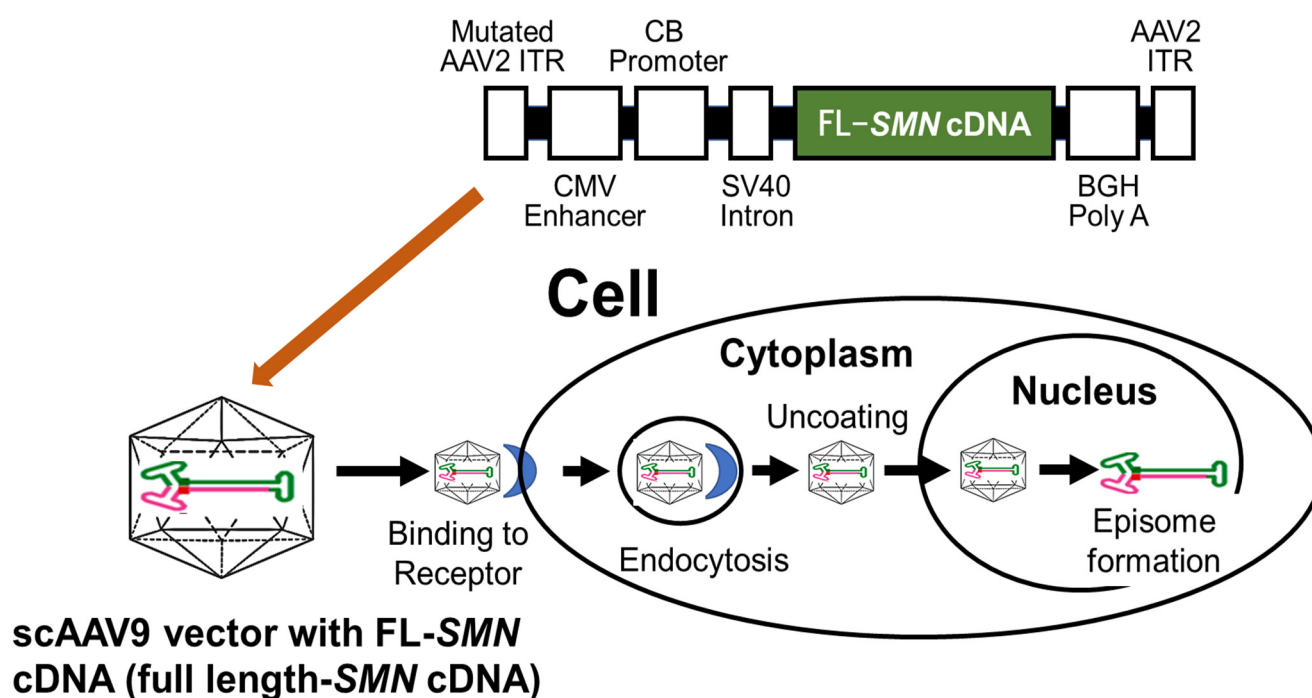 Mutated
AAV2 ITR
CB
Promoter
AAV2
ITR
FL-SMN cDNA
CMV
Enhancer
SV40
Intron
BGH
Poly A
Cell
Cytoplasm
Nucleus
Uncoating
Binding to
Receptor
Endocytosis
Episome
formation
scAAV9 vector with FL-SMN
cDNA (full length-SMN cDNA)